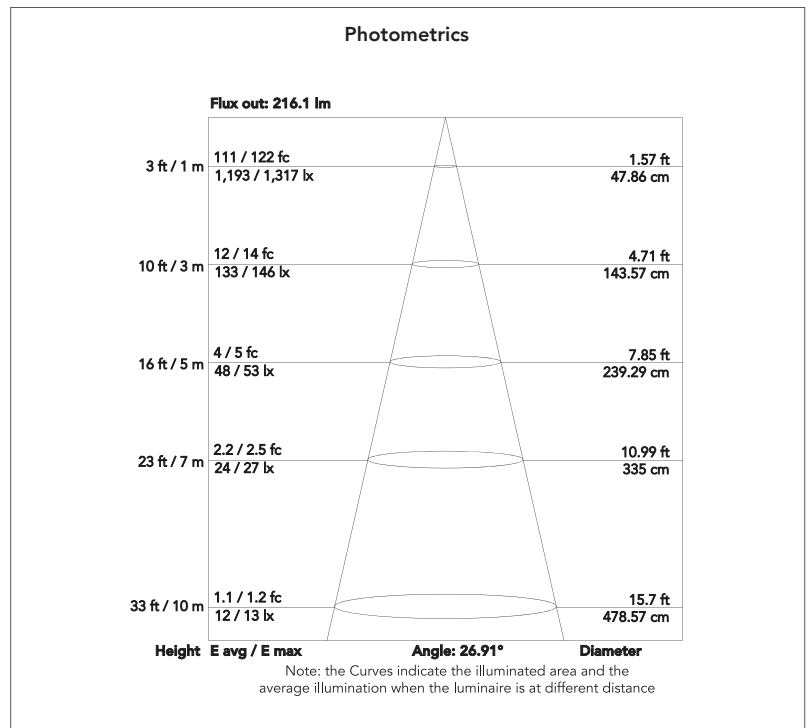 Photometrics
Flux out: 216.1 lm
3 ft / 1 m
111 / 122 fc
1,193 / 1,317 lx
1.57 ft
47.86 cm
10 ft / 3 m
12 / 14 fc
133 / 146 lx
4.71 ft
143.57 cm
16 ft / 5 m
4 / 5 fc
48 / 53 lx
7.85 ft
239.29 cm
23 ft / 7 m
2.2 / 2.5 fc
24 / 27 lx
10.99 ft
335 cm
33 ft / 10 m
1.1 / 1.2 fc
12 / 13 lx
15.7 ft
478.57 cm
Height E avg / E max Angle: 26.91° Diameter
Note: the Curves indicate the illuminated area and the
average illumination when the luminaire is at different distance